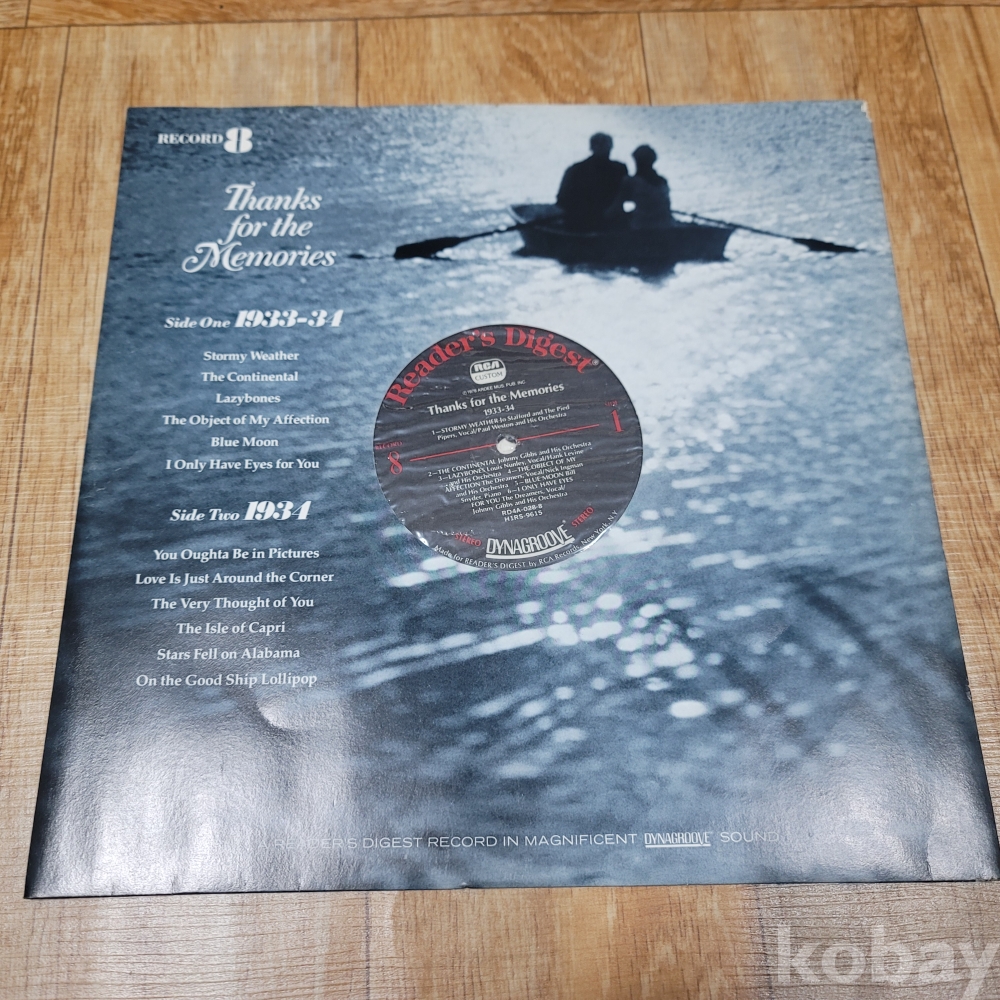 RECORD 8
Thanks
for the
Memories
Side One 1933-34
Stormy Weather
The Continental
Lazybones
The Object of My Affection
Blue Moon
I Only Have Eyes for You
Side Two 1934
You Oughta Be in Pictures
Love Is Just Around the Corner
The Very Thought of You
The Isle of Capri
Stars Fell on Alabama
On the Good Ship Lollipop
Reader's Digest
RCA
CUSTOM
Thanks for the Memories
1933-34
1—STORMY WEATHER Jo Stafford and The Pied
Pipers, Vocal/Paul Weston and His Orchestra
8
1
2—THE CONTINENTAL Johnny Gibbs and His Orchestra
3—LAZYBONES Louis Nunley, Vocal/Hank Levine
and His Orchestra 4—THE OBJECT OF MY
AFFECTION The Dreamers, Vocal/Nick Ingman
and His Orchestra 5—BLUE MOON Bill
Snyder, Piano 6—I ONLY HAVE EYES
FOR YOU The Dreamers, Vocal/
Johnny Gibbs and His Orchestra
RD4A-028-8
H1RS-9615
STEREO DYNAGROOVE STEREO
Made for READER'S DIGEST by RCA Records, New York, N.Y.
ER'S DIGEST RECORD IN MAGNIFICENT DYNAGROOVE SOUND
kobay